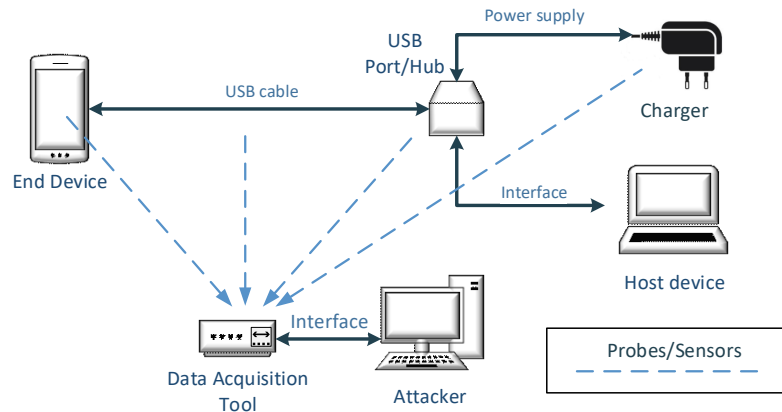 Power supply
USB
Port/Hub
USB cable
Charger
End Device
Interface
Host device
Interface
Probes/Sensors
Data Acquisition
Tool
Attacker